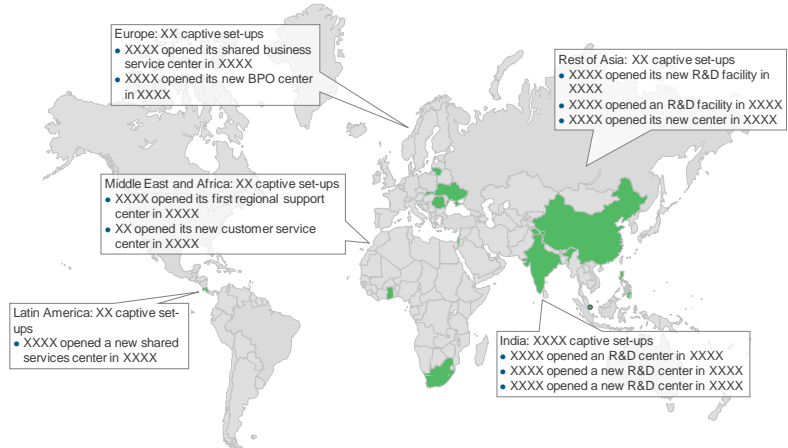 Europe: XX captive set-ups
• XXXX opened its shared business
service center in XXXX
• XXXX opened its new BPO center
in XXXX
Rest of Asia: XX captive set-ups
• XXXX opened its new R&D facility in
XXXX
• XXXX opened an R&D facility in XXXX
• XXXX opened its new center in XXXX
Middle East and Africa: XX captive set-ups
• XXXX opened its first regional support
center in XXXX
• XX opened its new customer service
center in XXXX
Latin America: XX captive set-
ups
• XXXX opened a new shared
services center in XXXX
India: XXXX captive set-ups
• XXXX opened an R&D center in XXXX
• XXXX opened a new R&D center in XXXX
• XXXX opened a new R&D center in XXXX